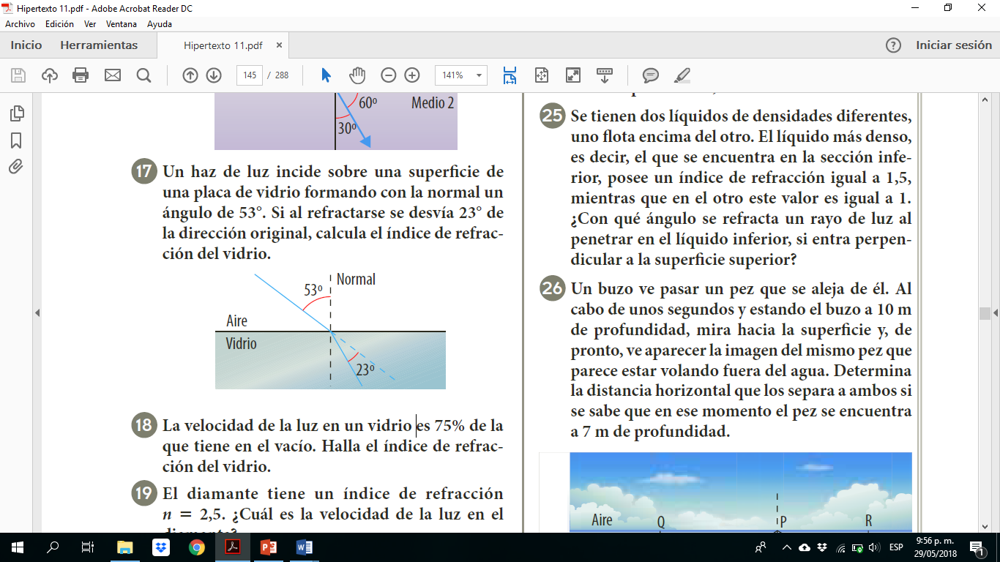 Hipertexto 11.pdf - Adobe Acrobat Reader DC
Archivo Edición Ver Ventana Ayuda
Inicio Herramientas Hipertexto 11.pdf × Iniciar sesión
145 / 288 141%
60º Medio 2
30º
17 Un haz de luz incide sobre una superficie de
una placa de vidrio formando con la normal un
ángulo de 53°. Si al refractarse se desvía 23° de
la dirección original, calcula el índice de refrac-
ción del vidrio.
Normal
53º
Aire
Vidrio
23º
18 La velocidad de la luz en un vidrio es 75% de la
que tiene en el vacío. Halla el índice de refrac-
ción del vidrio.
19 El diamante tiene un índice de refracción
n = 2,5. ¿Cuál es la velocidad de la luz en el
diamante?
25 Se tienen dos líquidos de densidades diferentes,
uno flota encima del otro. El líquido más denso,
es decir, el que se encuentra en la sección infe-
rior, posee un índice de refracción igual a 1,5,
mientras que en el otro este valor es igual a 1.
¿Con qué ángulo se refracta un rayo de luz al
penetrar en el líquido inferior, si entra perpen-
dicular a la superficie superior?
26 Un buzo ve pasar un pez que se aleja de él. Al
cabo de unos segundos y estando el buzo a 10 m
de profundidad, mira hacia la superficie y, de
pronto, ve aparecer la imagen del mismo pez que
parece estar volando fuera del agua. Determina
la distancia horizontal que los separa a ambos si
se sabe que en ese momento el pez se encuentra
a 7 m de profundidad.
Aire Q P R
ESP 9:56 p. m.
29/05/2018 1